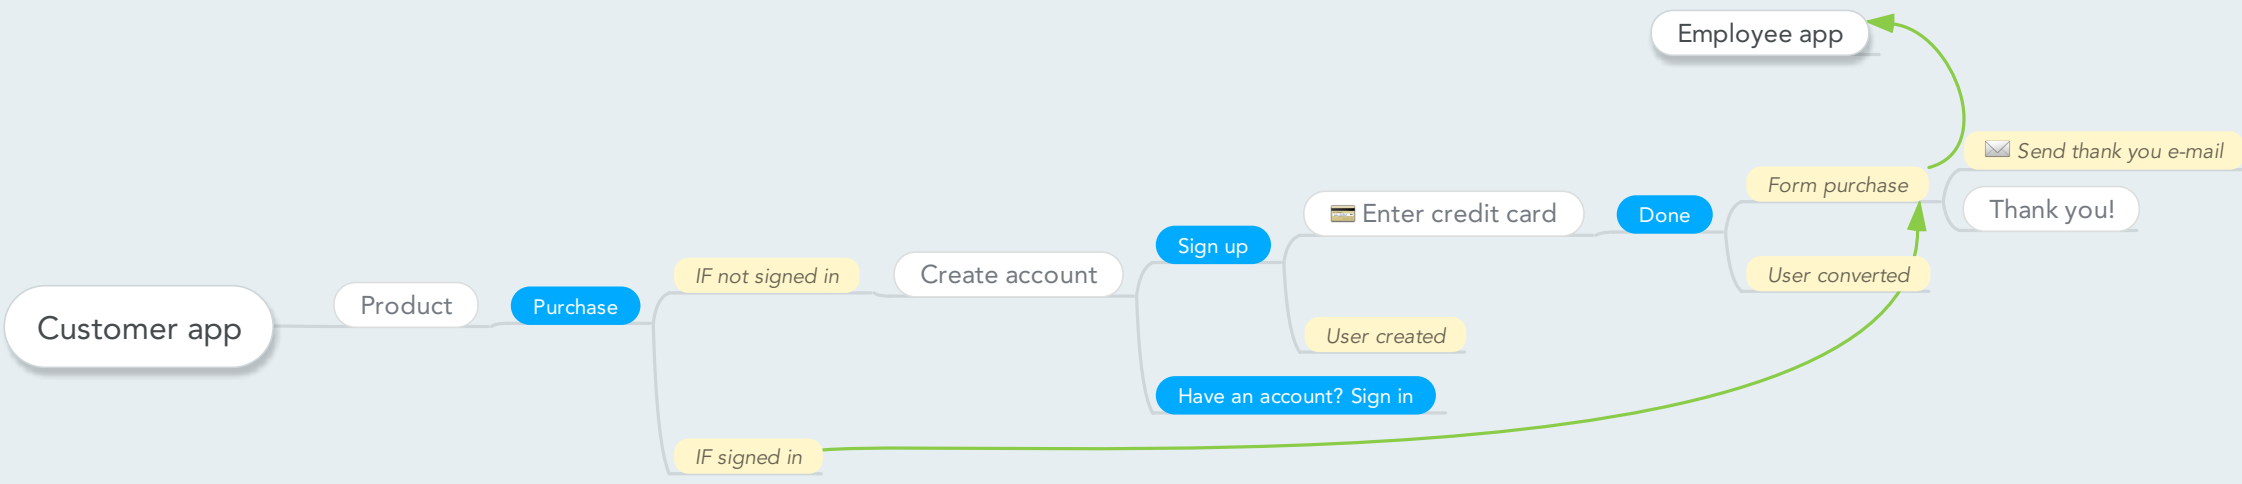 Employee app
Send thank you e-mail
Form purchase
Thank you!
Enter credit card
Done
Sign up
IF not signed in
Create account
User converted
Customer app
Product
Purchase
User created
Have an account? Sign in
IF signed in